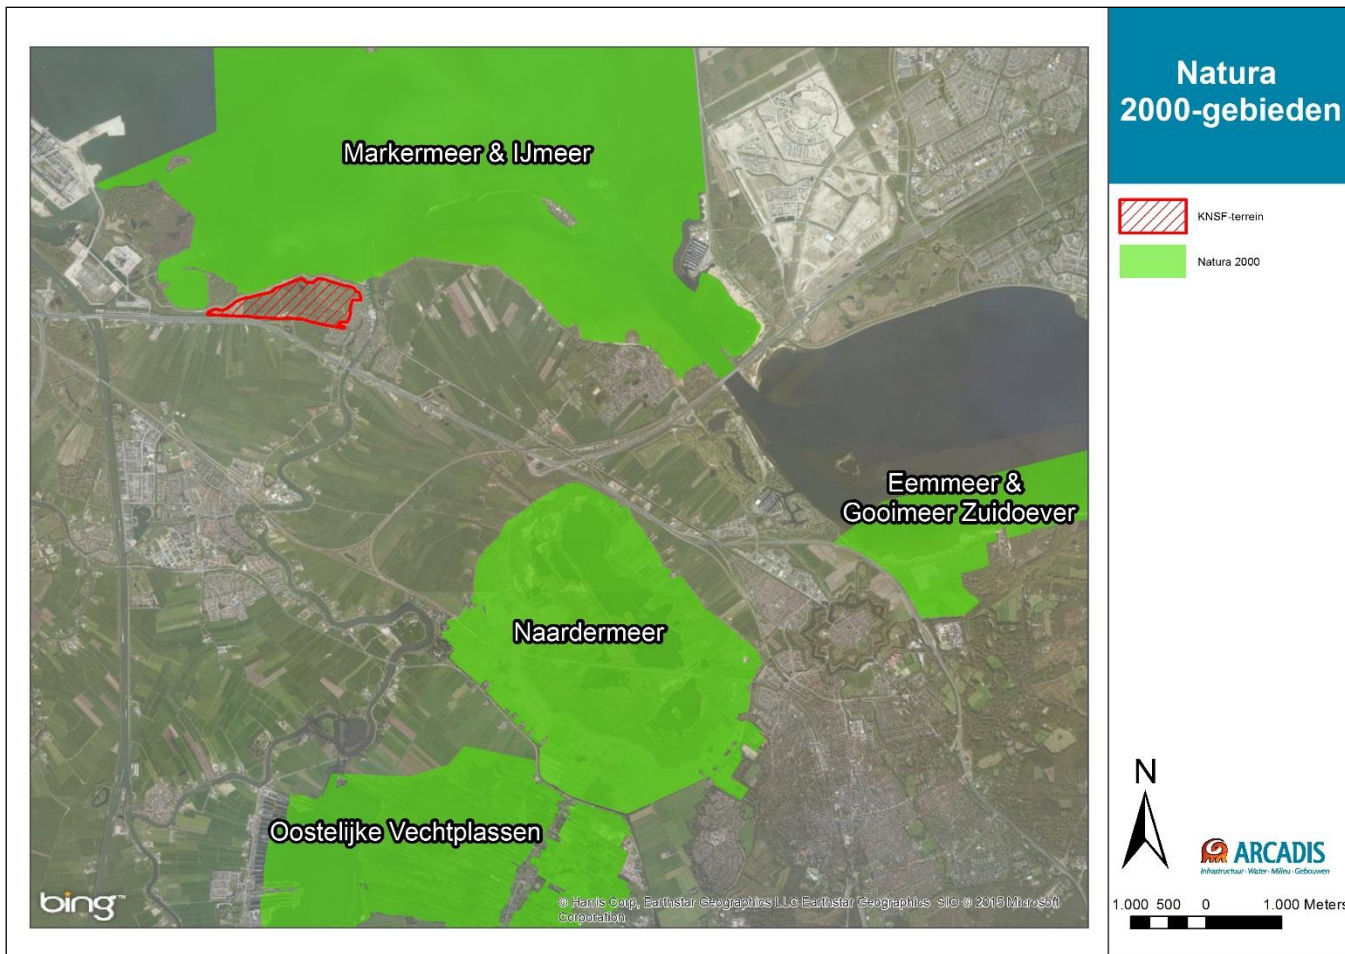 Natura
2000-gebieden
KNSF-terrein
Natura 2000
Markermeer & IJmeer
Eemmeer &
Gooimeer Zuidoever
Naardermeer
Oostelijke Vechtplassen
bing™
© Harris Corp, Earthstar Geographics LLC Earthstar Geographics SIO © 2015 Microsoft
Corporation
N
ARCADIS
Infrastructuur · Water · Milieu · Gebouwen
1.000 500 0 1.000 Meters